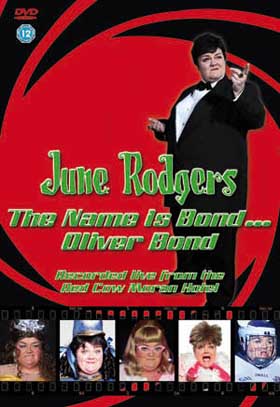 DVD
12
June Rodgers
The Name is Bond...
Oliver Bond
Recorded live from the
Red Cow Moran Hotel